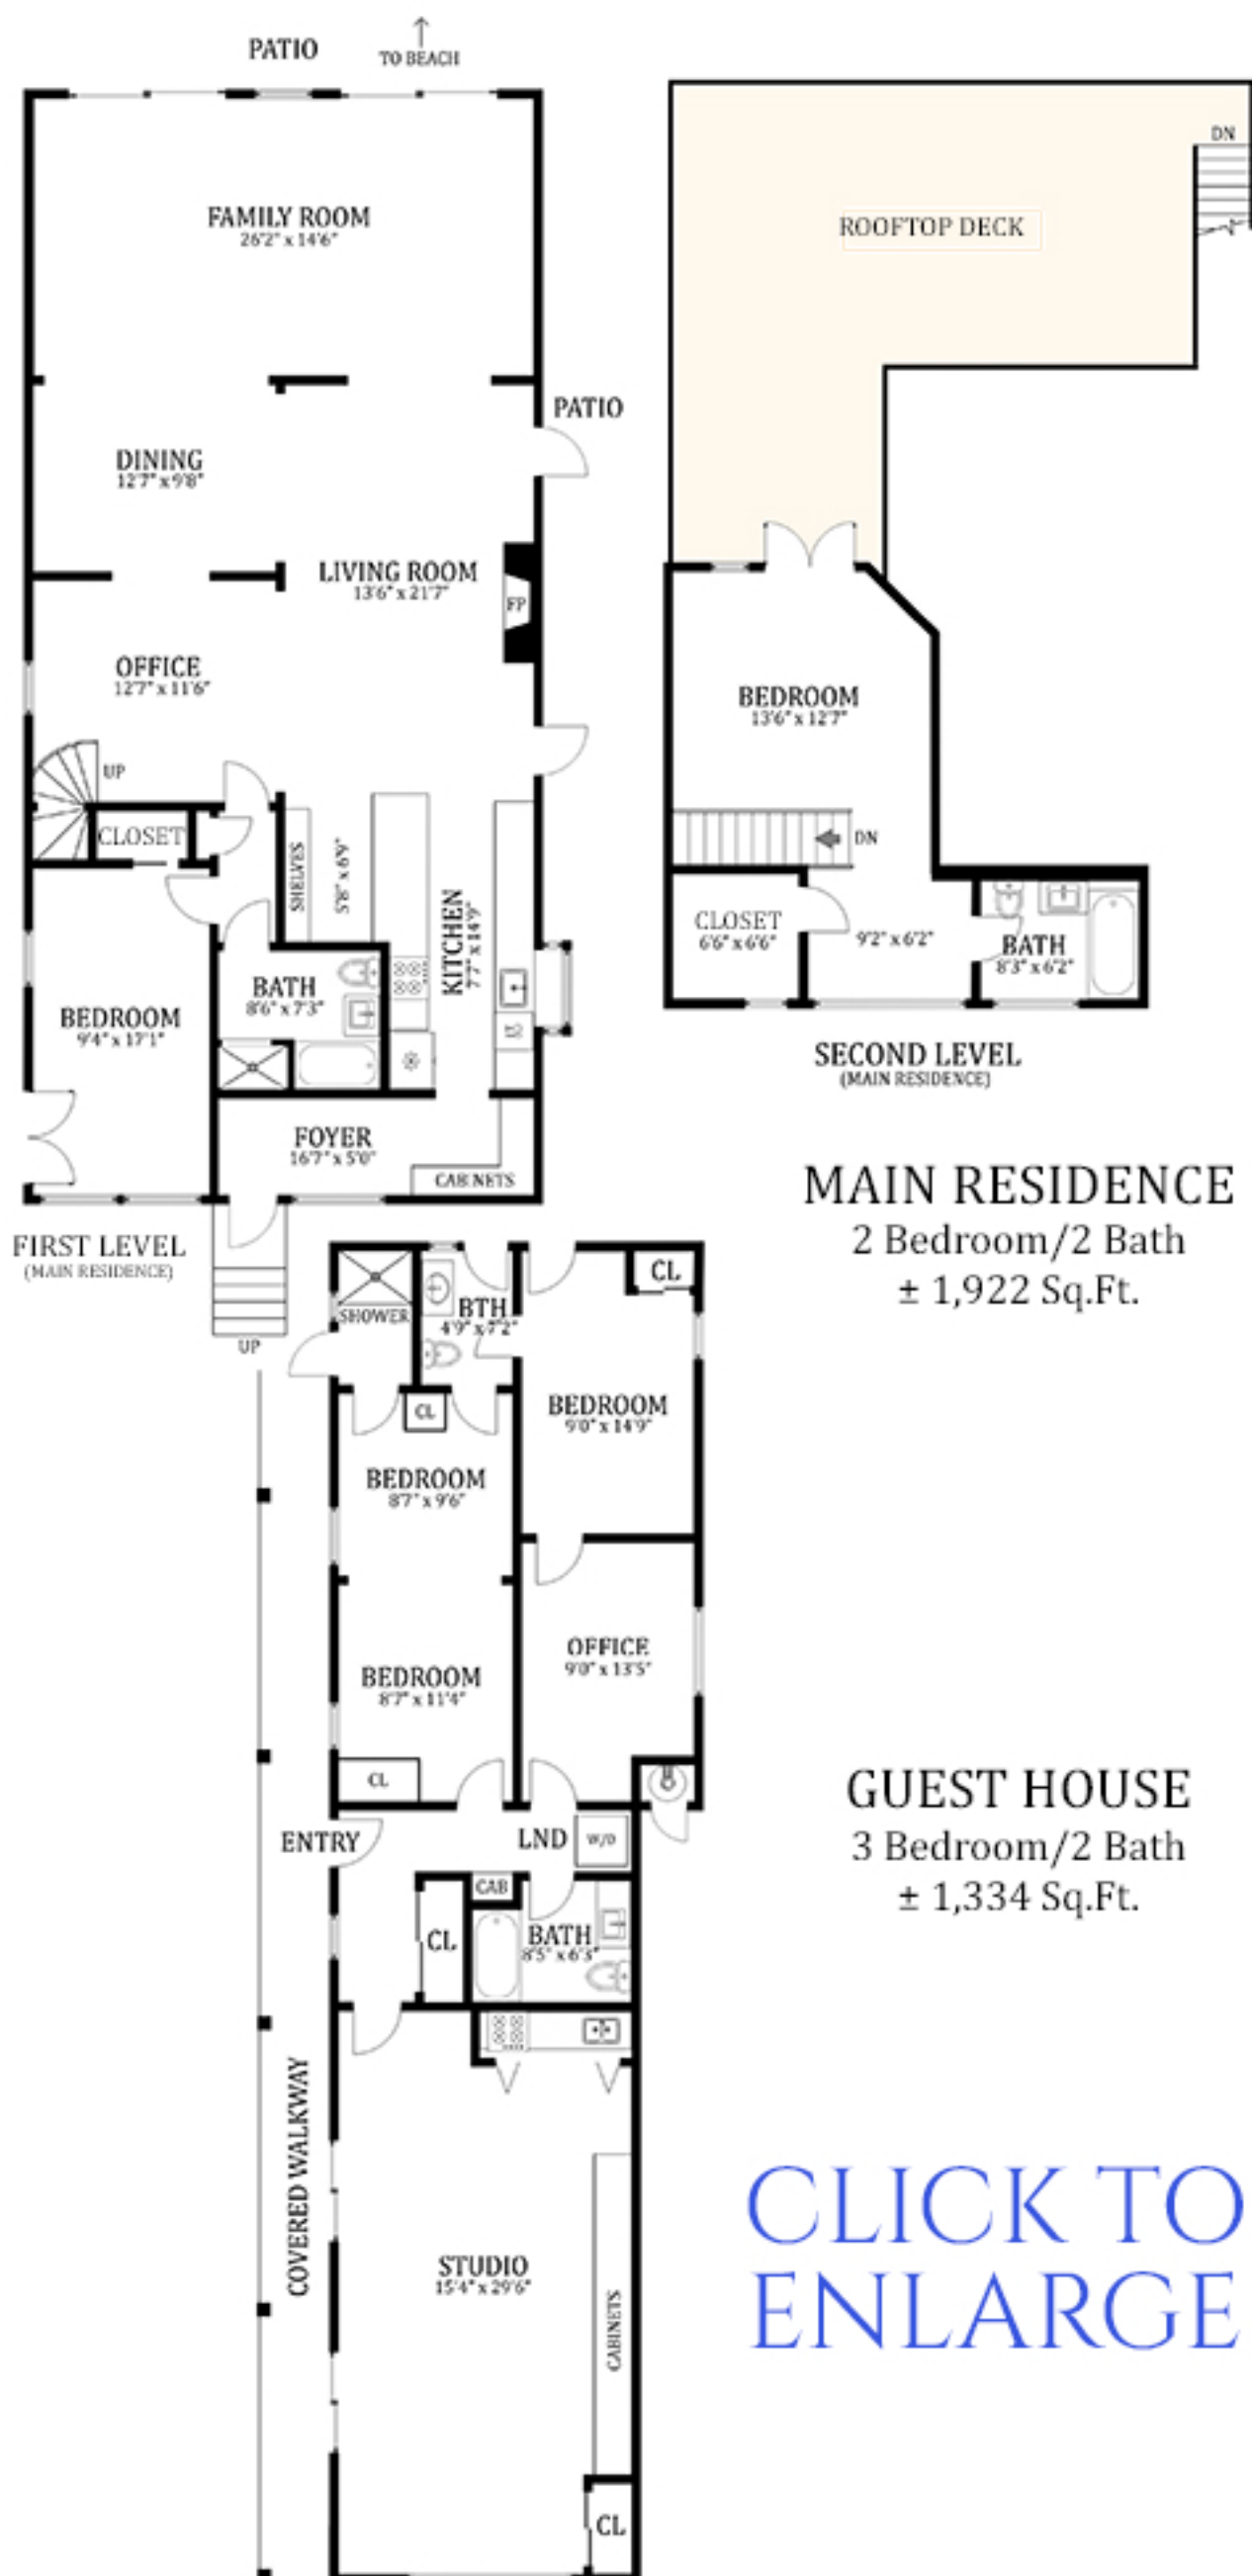 PATIO
TO BEACH
FAMILY ROOM
26'2" x 14'6"
DINING
12'7" x 9'8"
PATIO
LIVING ROOM
13'6" x 21'7"
FP
OFFICE
12'7" x 11'6"
UP
CLOSET
SHELVES
5'8" x 6'9"
KITCHEN
7'7" x 14'9"
BATH
8'6" x 7'3"
BEDROOM
9'4" x 17'1"
FOYER
16'7" x 5'0"
CABINETS
FIRST LEVEL
(MAIN RESIDENCE)
UP
DN
ROOFTOP DECK
BEDROOM
13'6" x 12'7"
DN
CLOSET
6'6" x 6'6"
9'2" x 6'2"
BATH
8'3" x 6'2"
SECOND LEVEL
(MAIN RESIDENCE)
MAIN RESIDENCE
2 Bedroom/2 Bath
± 1,922 Sq.Ft.
SHOWER
BTH
4'9" x 7'2"
CL
CL
BEDROOM
9'0" x 14'9"
BEDROOM
8'7" x 9'6"
OFFICE
9'0" x 13'5"
BEDROOM
8'7" x 11'4"
CL
ENTRY
LND
W/D
CAB
CL
BATH
8'5" x 6'3"
COVERED WALKWAY
STUDIO
15'4" x 29'6"
CABINETS
CL
GUEST HOUSE
3 Bedroom/2 Bath
± 1,334 Sq.Ft.
CLICK TO
ENLARGE